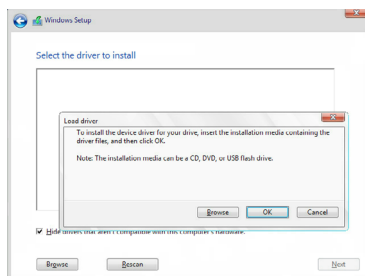 Windows Setup
Select the driver to install
Load driver
To install the device driver for your drive, insert the installation media containing the
driver files, and then click OK.
Note: The installation media can be a CD, DVD, or USB flash drive.
Browse OK Cancel
Hide drivers that aren't compatible with this computer's hardware.
Browse Rescan Next